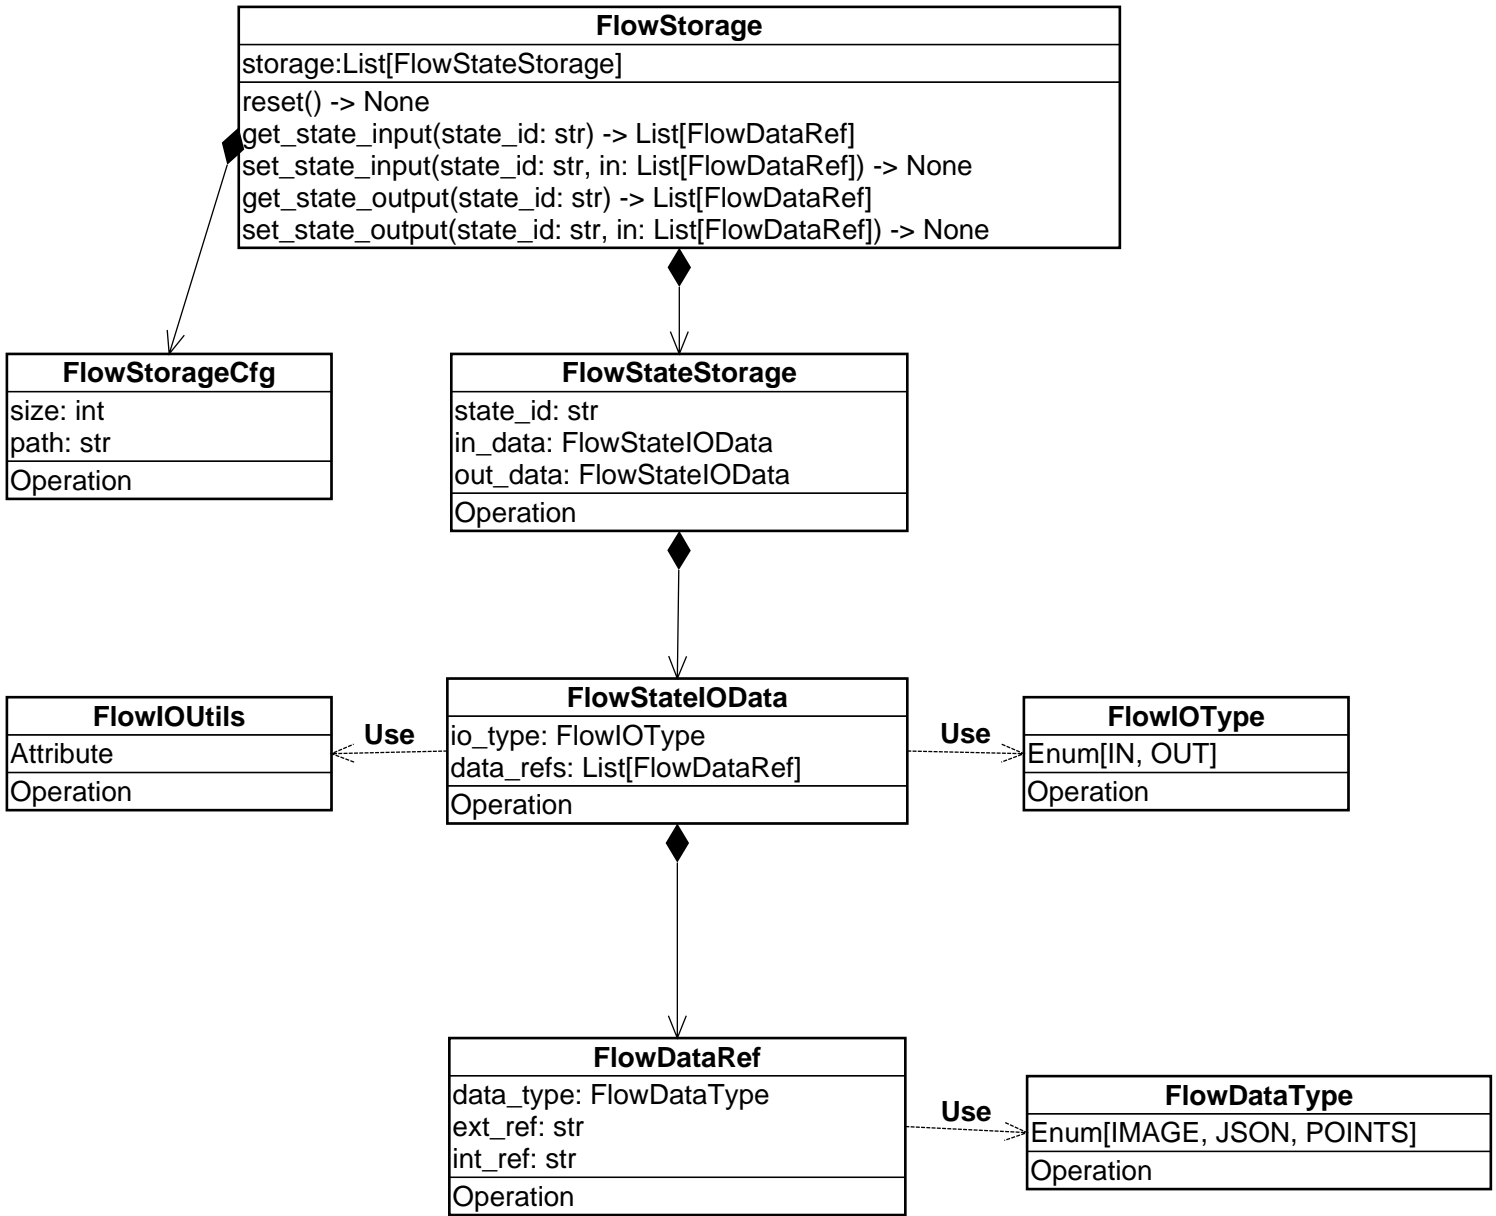 FlowStorage
storage:List[FlowStateStorage]
reset() -> None
get_state_input(state_id: str) -> List[FlowDataRef]
set_state_input(state_id: str, in: List[FlowDataRef]) -> None
get_state_output(state_id: str) -> List[FlowDataRef]
set_state_output(state_id: str, in: List[FlowDataRef]) -> None
FlowStorageCfg
size: int
path: str
Operation
FlowStateStorage
state_id: str
in_data: FlowStateIOData
out_data: FlowStateIOData
Operation
FlowIOUtils
Attribute
Operation
Use
FlowStateIOData
io_type: FlowIOType
data_refs: List[FlowDataRef]
Operation
Use
FlowIOType
Enum[IN, OUT]
Operation
FlowDataRef
data_type: FlowDataType
ext_ref: str
int_ref: str
Operation
Use
FlowDataType
Enum[IMAGE, JSON, POINTS]
Operation